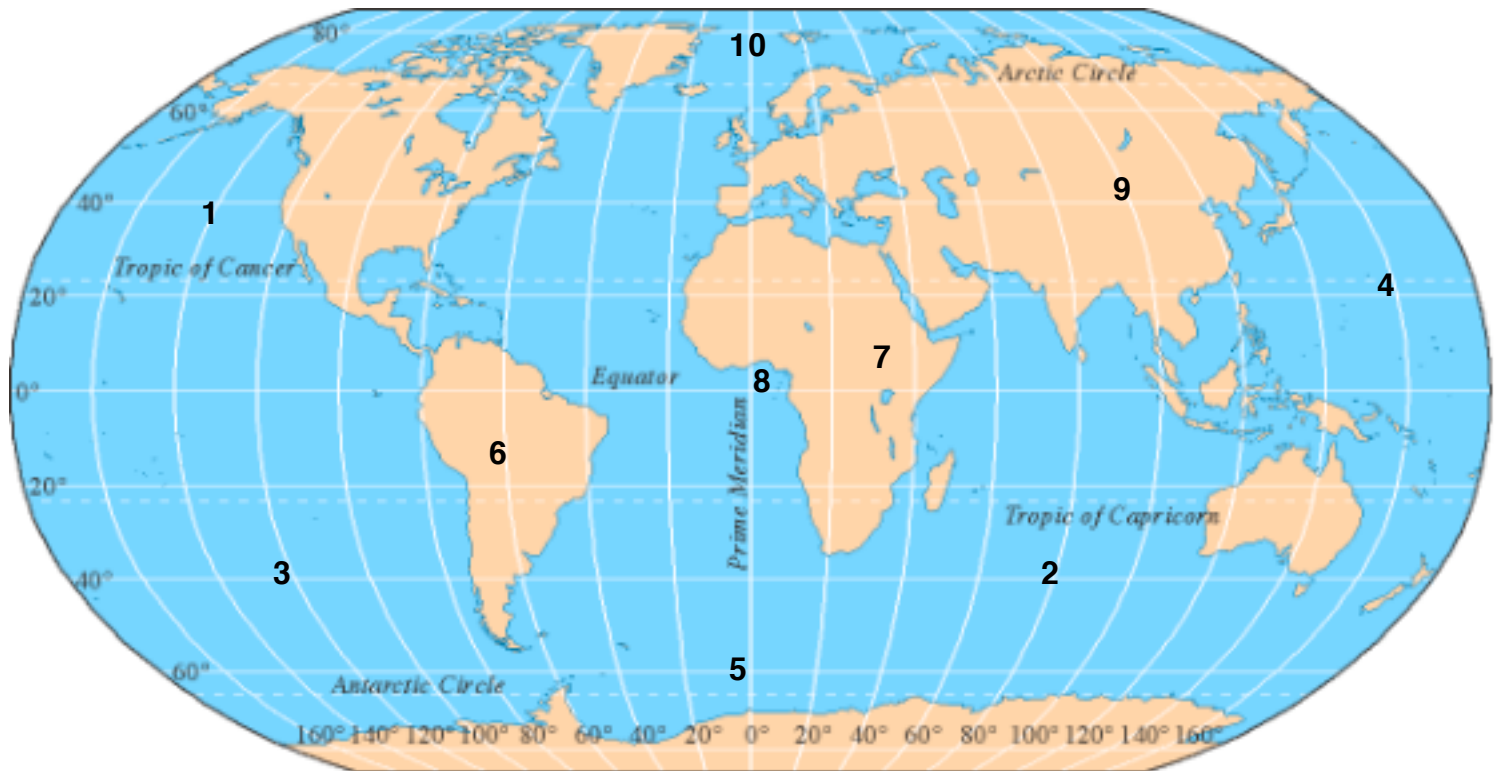 80°
10
Arctic Circle
60°
9
40°
1
Tropic of Cancer
4
20°
7
Equator
8
0°
Prime Meridian
6
20°
Tropic of Capricorn
3
40°
2
5
60°
Antarctic Circle
160° 140° 120° 100° 80° 60° 40° 20° 0° 20° 40° 60° 80° 100° 120° 140° 160°